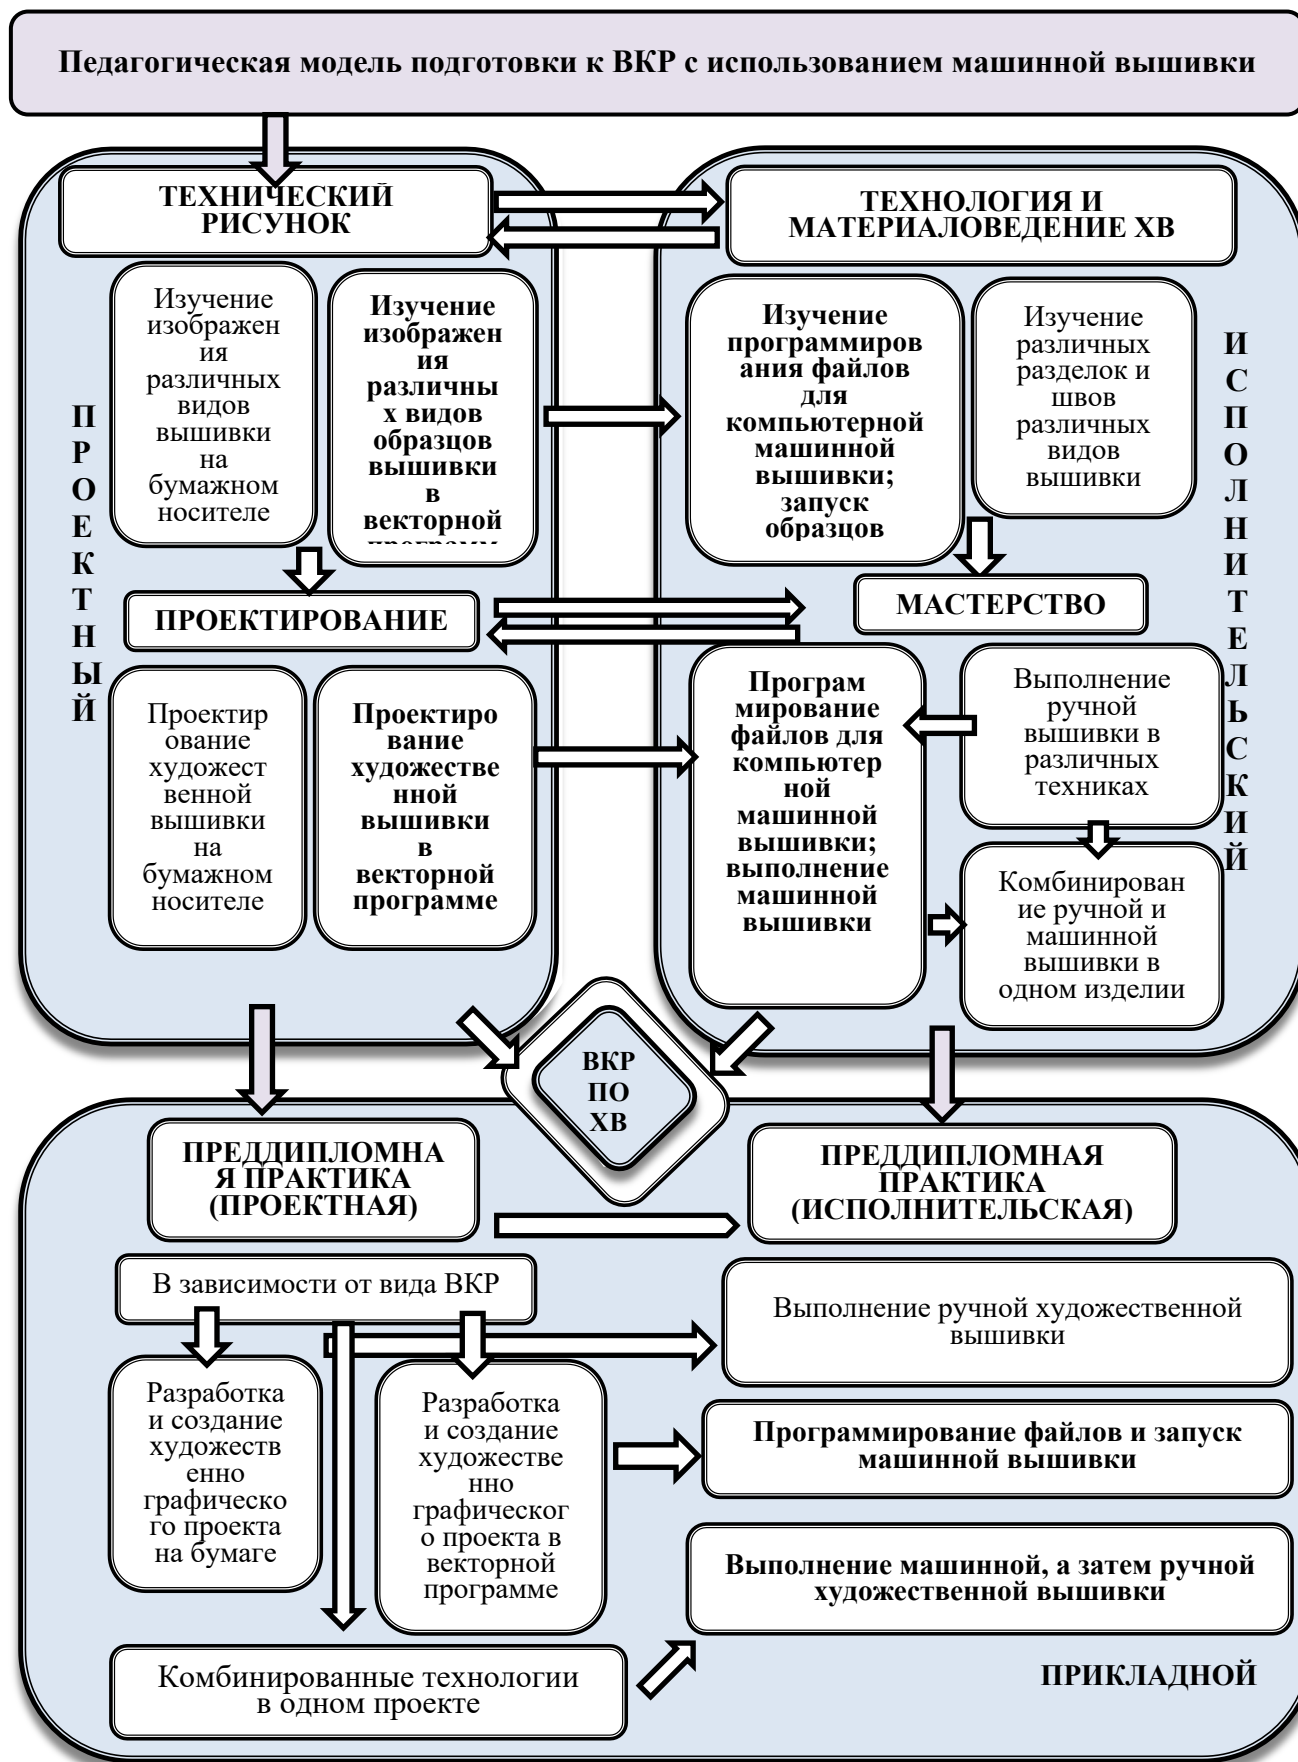 Педагогическая модель подготовки к ВКР с использованием машинной вышивки
ТЕХНИЧЕСКИЙ
РИСУНОК
ТЕХНОЛОГИЯ И
МАТЕРИАЛОВЕДЕНИЕ ХВ
Изучение
изображен
ия
различных
видов
вышивки
на
бумажном
носителе
Изучение
изображен
ия
различны
х видов
образцов
вышивки
в
векторной
программ
Изучение
программиров
ания файлов
для
компьютерной
машинной
вышивки;
запуск
образцов
Изучение
различных
разделок и
швов
различных
видов
вышивки
ПРОЕКТНЫЙ
ИСПОЛНИТЕЛЬСКИЙ
ПРОЕКТИРОВАНИЕ
МАСТЕРСТВО
Проектир
ование
художест
венной
вышивки
на
бумажном
носителе
Проектиро
вание
художестве
нной
вышивки
в
векторной
программе
Програм
мирование
файлов для
компьютер
ной
машинной
вышивки;
выполнение
машинной
вышивки
Выполнение
ручной
вышивки в
различных
техниках
Комбинирован
ие ручной и
машинной
вышивки в
одном изделии
ВКР
ПО
ХВ
ПРЕДДИПЛОМНА
Я ПРАКТИКА
(ПРОЕКТНАЯ)
ПРЕДДИПЛОМНАЯ
ПРАКТИКА
(ИСПОЛНИТЕЛЬСКАЯ)
В зависимости от вида ВКР
Выполнение ручной художественной
вышивки
Разработка
и создание
художеств
енно
графическо
го проекта
на бумаге
Разработка
и создание
художестве
нно
графическог
о проекта в
векторной
программе
Программирование файлов и запуск
машинной вышивки
Выполнение машинной, а затем ручной
художественной вышивки
Комбинированные технологии
в одном проекте
ПРИКЛАДНОЙ